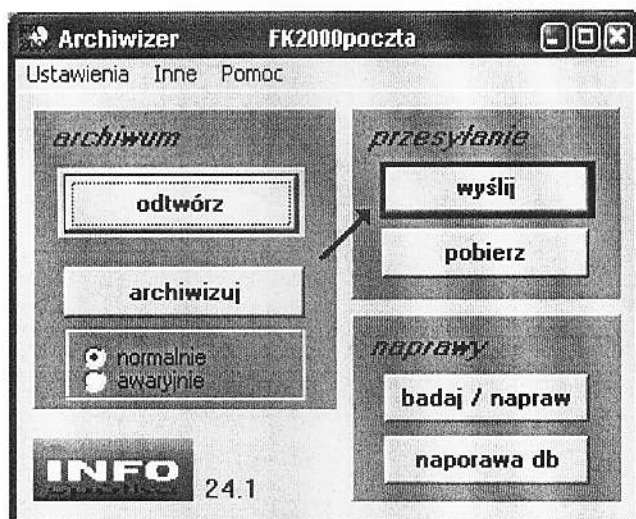 Archiwizer FK2000poczta
Ustawienia Inne Pomoc
archiwum
odtwórz
archiwizuj
normalnie
awaryjnie
przesyłanie
wyślij
pobierz
naprawy
badaj / napraw
naporawa db
INFO
24.1